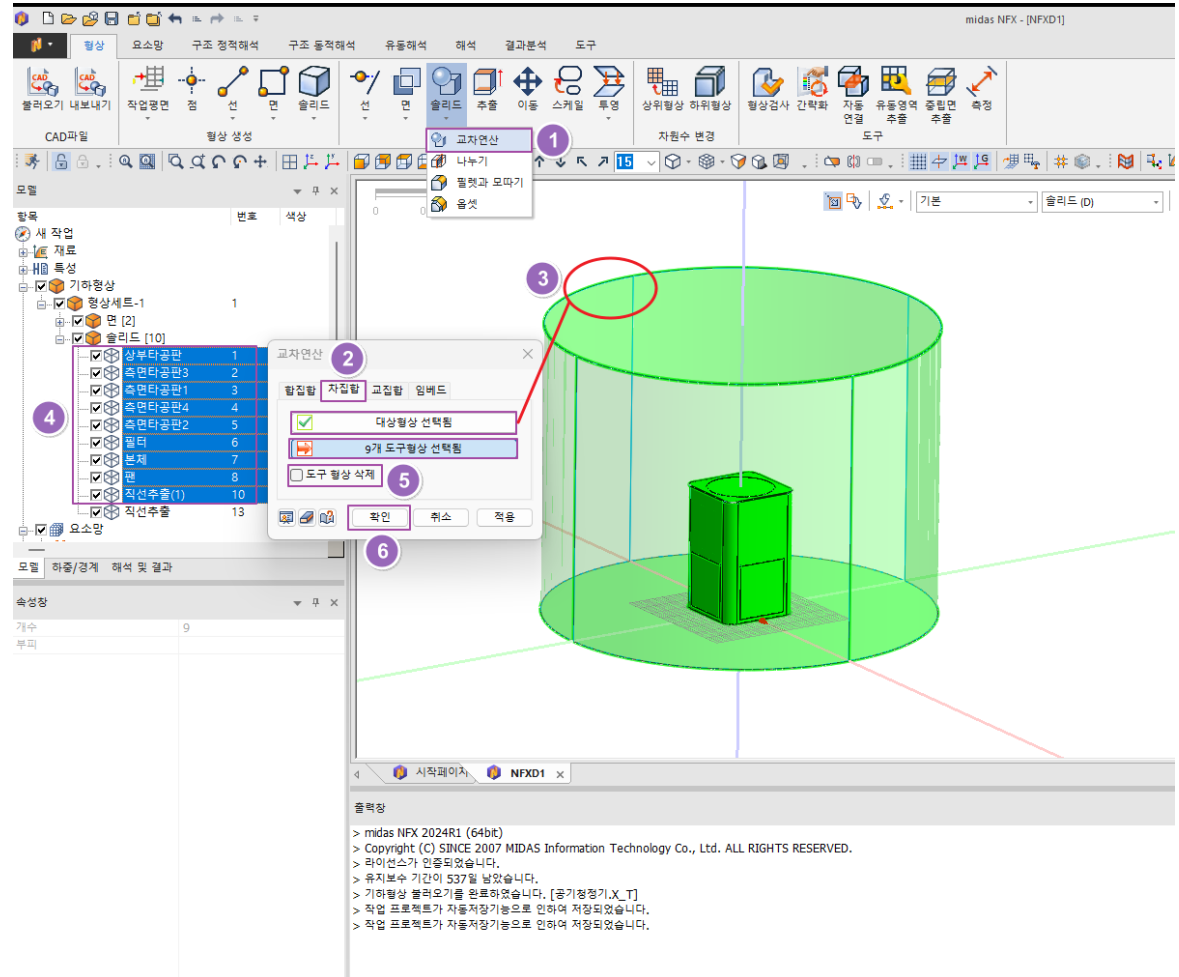 midas NFX - [NFXD1]
형상 요소망 구조 정적해석 구조 동적해석 유동해석 해석 결과분석 도구
CAD CAD
불러오기 내보내기 작업평면 점 선 면 솔리드 선 면 솔리드 추출 이동 스케일 투영 상위형상 하위형상 형상검사 간략화 자동 연결 유동영역 추출 중립면 추출 측정
CAD파일 형상 생성 차원수 변경 도구
교차연산 1
나누기
필렛과 모따기
옵셋
15
모델
항목 번호 색상
기본 솔리드 (D)
0 0
새 작업
재료
특성
기하형상
형상세트-1 1
면 [2]
솔리드 [10]
상부타공판 1
측면타공판3 2
측면타공판1 3
측면타공판4 4
측면타공판2 5
필터 6
본체 7
팬 8
직선추출(1) 10
직선추출 13
요소망
4
3
교차연산 2
합집합 차집합 교집합 임베드
대상형상 선택됨
9개 도구형상 선택됨
도구 형상 삭제 5
확인 취소 적용
6
모델 하중/경계 해석 및 결과
속성창
개수 9
부피
시작페이지 NFXD1
출력창
> midas NFX 2024R1 (64bit)
> Copyright (C) SINCE 2007 MIDAS Information Technology Co., Ltd. ALL RIGHTS RESERVED.
> 라이선스가 인증되었습니다.
> 유지보수 기간이 537일 남았습니다.
> 기하형상 불러오기를 완료하였습니다. [공기청정기.X_T]
> 작업 프로젝트가 자동저장기능으로 인하여 저장되었습니다.
> 작업 프로젝트가 자동저장기능으로 인하여 저장되었습니다.